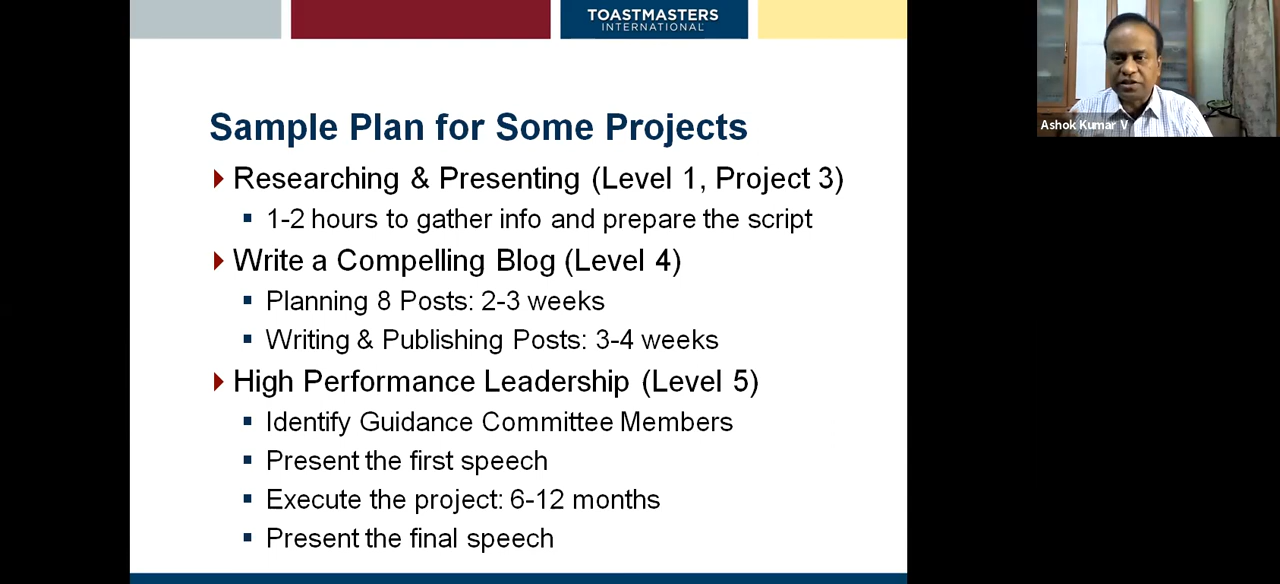 TOASTMASTERS
INTERNATIONAL
Sample Plan for Some Projects
Researching & Presenting (Level 1, Project 3)
1-2 hours to gather info and prepare the script
Write a Compelling Blog (Level 4)
Planning 8 Posts: 2-3 weeks
Writing & Publishing Posts: 3-4 weeks
High Performance Leadership (Level 5)
Identify Guidance Committee Members
Present the first speech
Execute the project: 6-12 months
Present the final speech
Ashok Kumar V